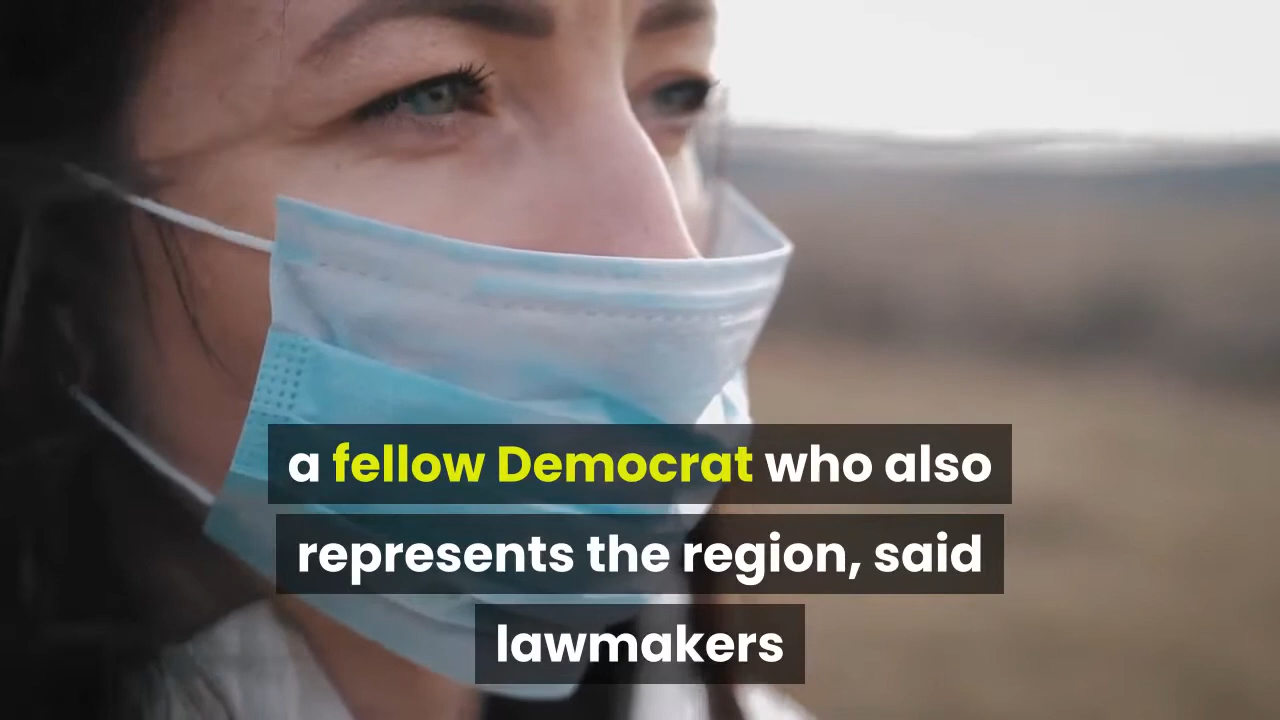 a fellow Democrat who also
represents the region, said
lawmakers